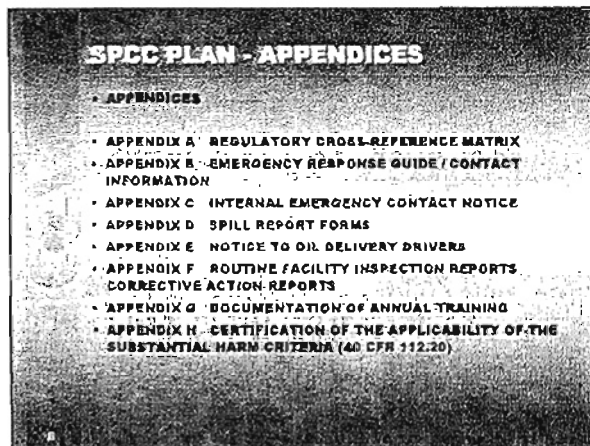 SPCC PLAN - APPENDICES
• APPENDICES
• APPENDIX A REGULATORY CROSS-REFERENCE MATRIX
• APPENDIX B EMERGENCY RESPONSE GUIDE / CONTACT
INFORMATION
• APPENDIX C INTERNAL EMERGENCY CONTACT NOTICE
• APPENDIX D SPILL REPORT FORMS
• APPENDIX E NOTICE TO OIL DELIVERY DRIVERS
• APPENDIX F ROUTINE FACILITY INSPECTION REPORTS
CORRECTIVE ACTION REPORTS
• APPENDIX G DOCUMENTATION OF ANNUAL TRAINING
• APPENDIX H CERTIFICATION OF THE APPLICABILITY OF THE
SUBSTANTIAL HARM CRITERIA (40 CFR 112.20)